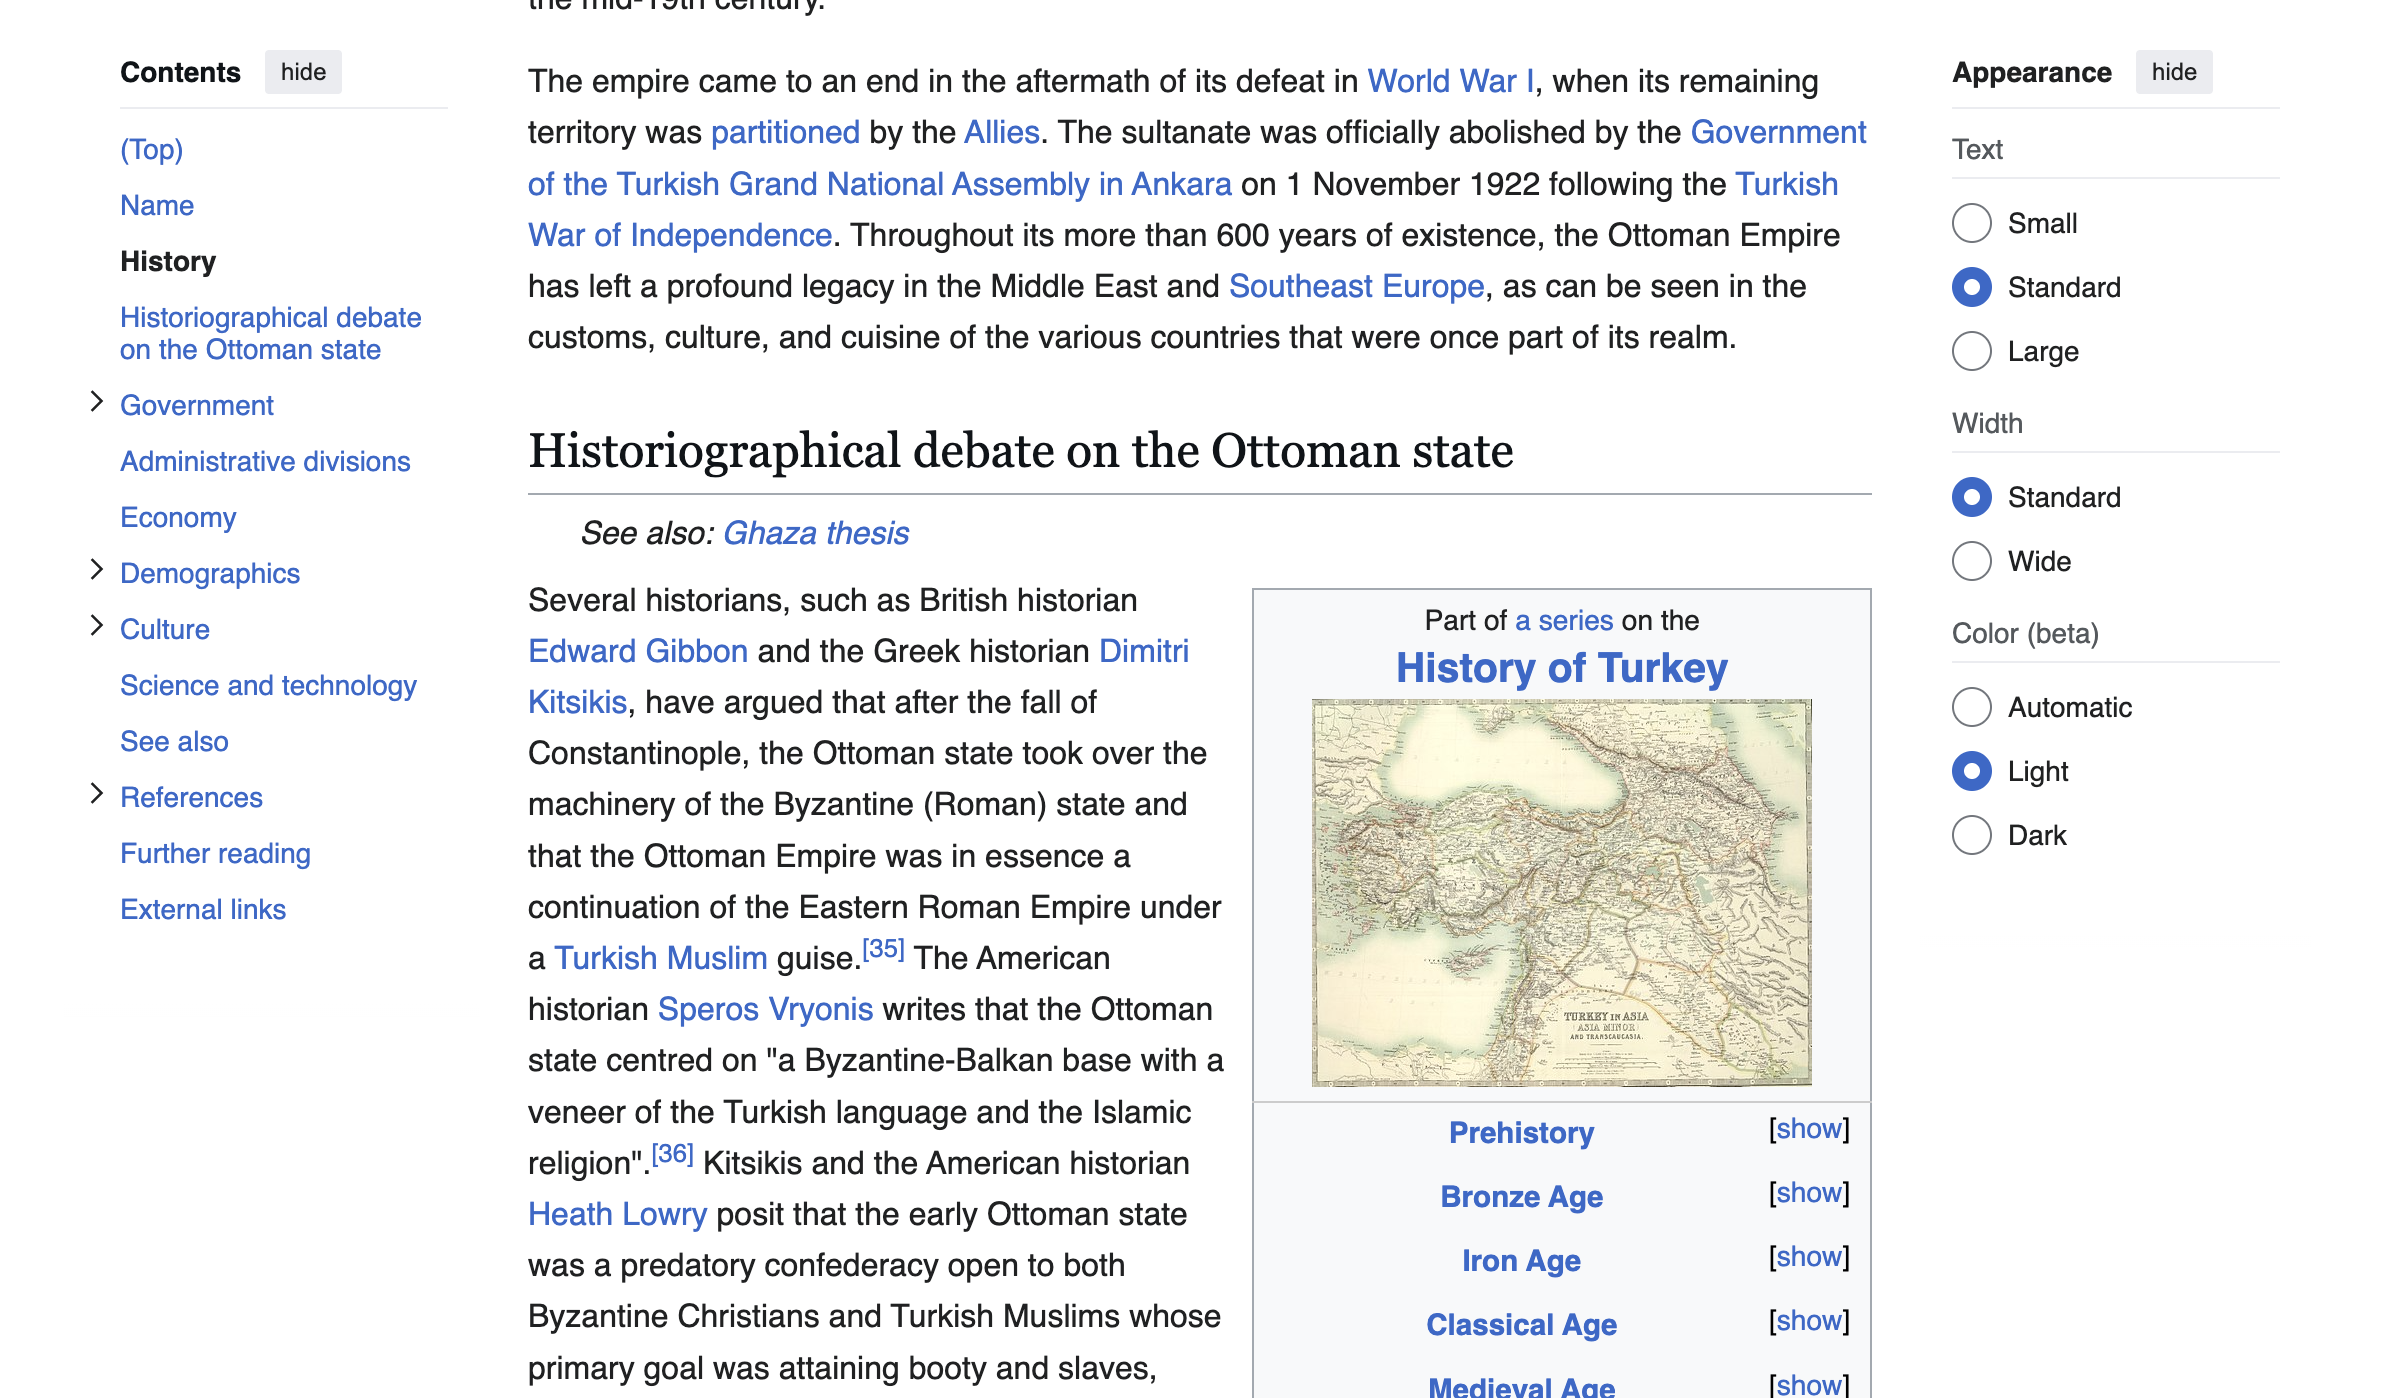 the mid-19th century.
Contents hide
(Top)
Name
History
Historiographical debate
on the Ottoman state
Government
Administrative divisions
Economy
Demographics
Culture
Science and technology
See also
References
Further reading
External links
The empire came to an end in the aftermath of its defeat in World War I, when its remaining
territory was partitioned by the Allies. The sultanate was officially abolished by the Government
of the Turkish Grand National Assembly in Ankara on 1 November 1922 following the Turkish
War of Independence. Throughout its more than 600 years of existence, the Ottoman Empire
has left a profound legacy in the Middle East and Southeast Europe, as can be seen in the
customs, culture, and cuisine of the various countries that were once part of its realm.
Historiographical debate on the Ottoman state
See also: Ghaza thesis
Several historians, such as British historian
Edward Gibbon and the Greek historian Dimitri
Kitsikis, have argued that after the fall of
Constantinople, the Ottoman state took over the
machinery of the Byzantine (Roman) state and
that the Ottoman Empire was in essence a
continuation of the Eastern Roman Empire under
a Turkish Muslim guise.[35] The American
historian Speros Vryonis writes that the Ottoman
state centred on "a Byzantine-Balkan base with a
veneer of the Turkish language and the Islamic
religion".[36] Kitsikis and the American historian
Heath Lowry posit that the early Ottoman state
was a predatory confederacy open to both
Byzantine Christians and Turkish Muslims whose
primary goal was attaining booty and slaves,
Part of a series on the
History of Turkey
TURKEY IN ASIA
ASIA MINOR
AND TRANSCAUCASIA.
Prehistory [show]
Bronze Age [show]
Iron Age [show]
Classical Age [show]
Medieval Age [show]
Appearance hide
Text
Small
Standard
Large
Width
Standard
Wide
Color (beta)
Automatic
Light
Dark